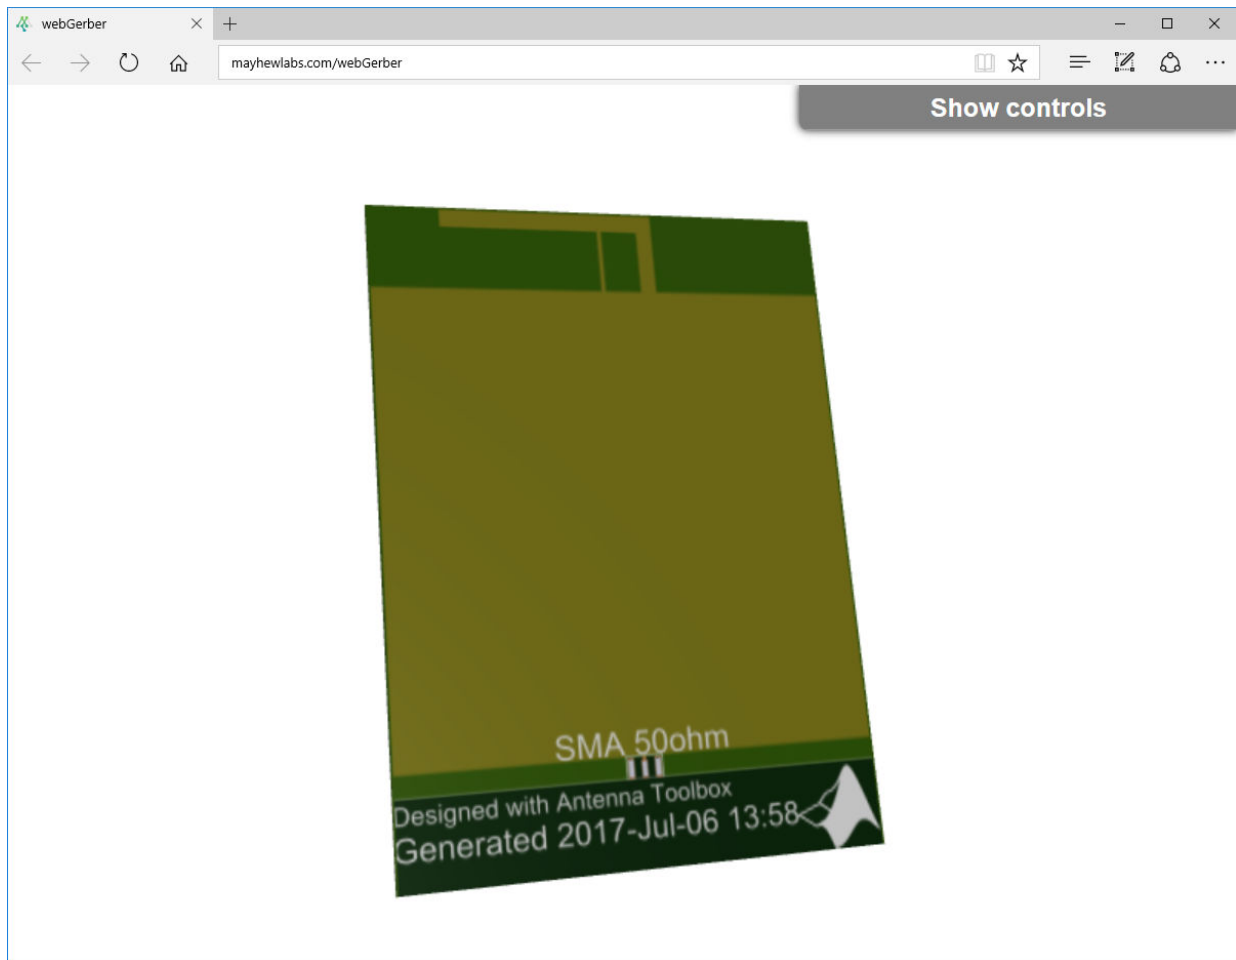 webGerber
mayhewlabs.com/webGerber
Show controls
SMA 50ohm
Designed with Antenna Toolbox
Generated 2017-Jul-06 13:58